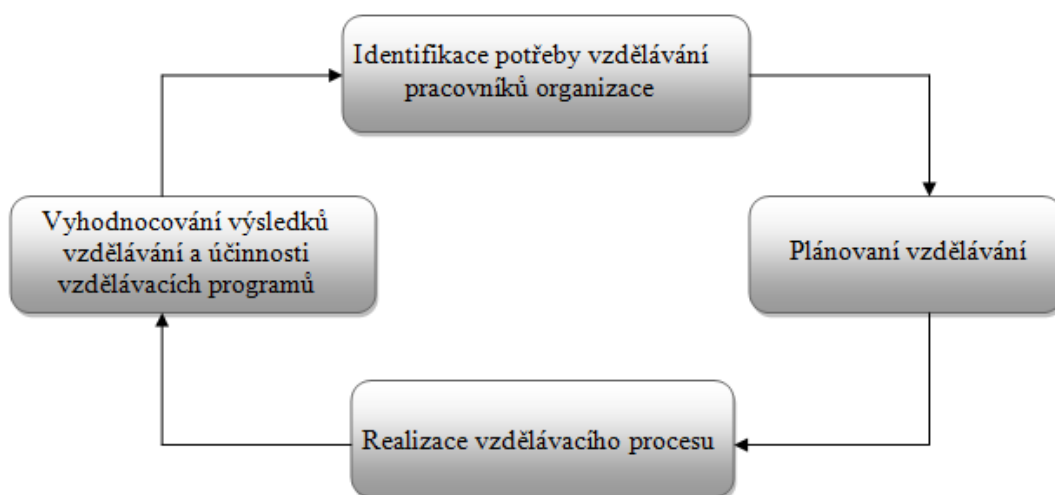 Identifikace potřeby vzdělávání
pracovníků organizace
Plánovaní vzdělávání
Realizace vzdělávacího procesu
Vyhodnocování výsledků
vzdělávání a účinnosti
vzdělávacích programů